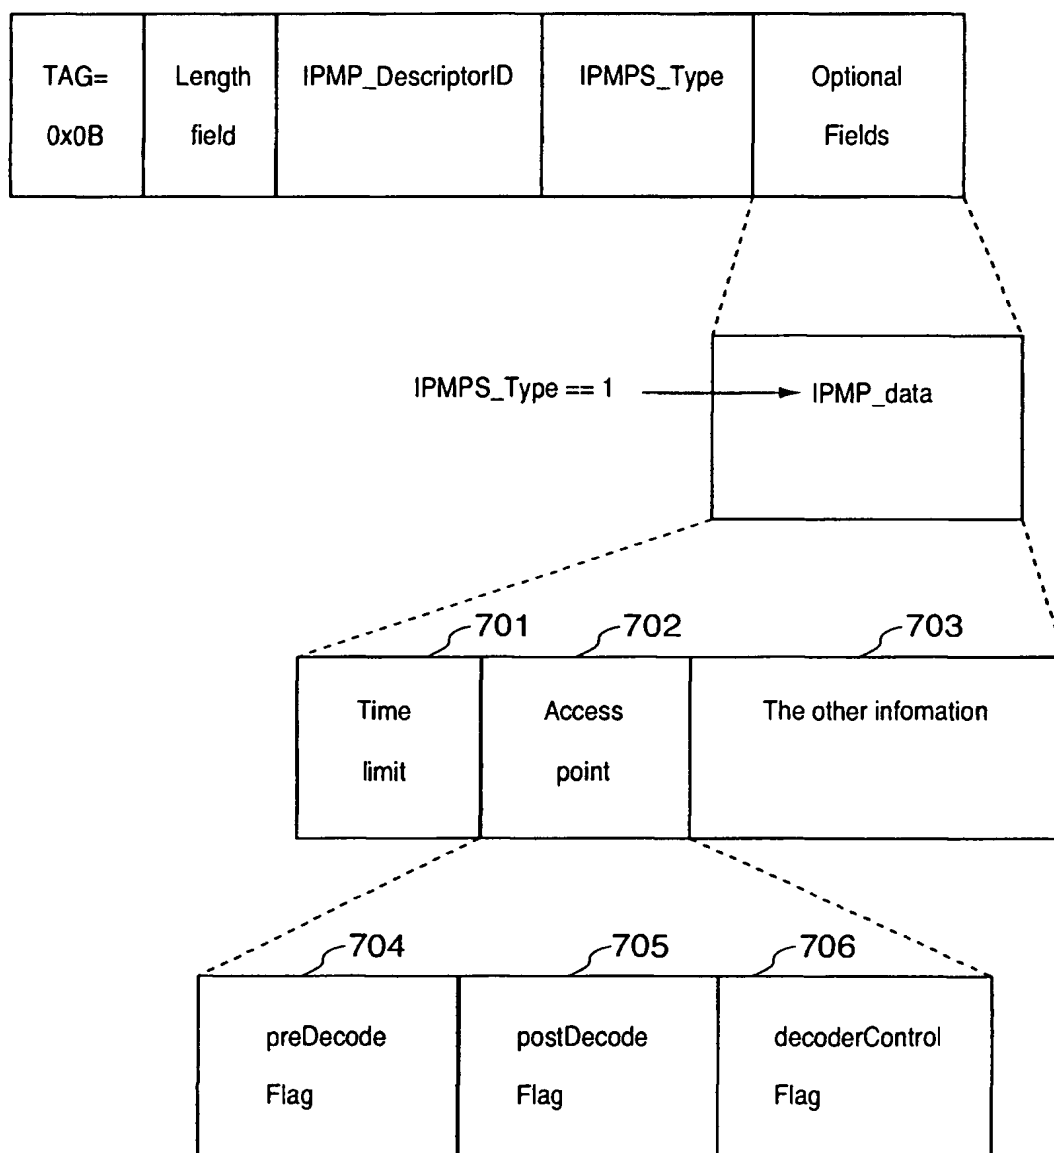 TAG=
0x0B
Length
field
IPMP_DescriptorID
IPMPS_Type
Optional
Fields
IPMPS_Type == 1
IPMP_data
701
702
703
Time
limit
Access
point
The other infomation
704
705
706
preDecode
Flag
postDecode
Flag
decoderControl
Flag